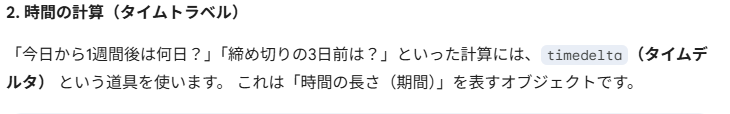 2. 時間の計算（タイムトラベル）
「今日から1週間後は何日？」「締め切りの3日前は？」といった計算には、 timedelta （タイムデ
ルタ） という道具を使います。 これは「時間の長さ（期間）」を表すオブジェクトです。